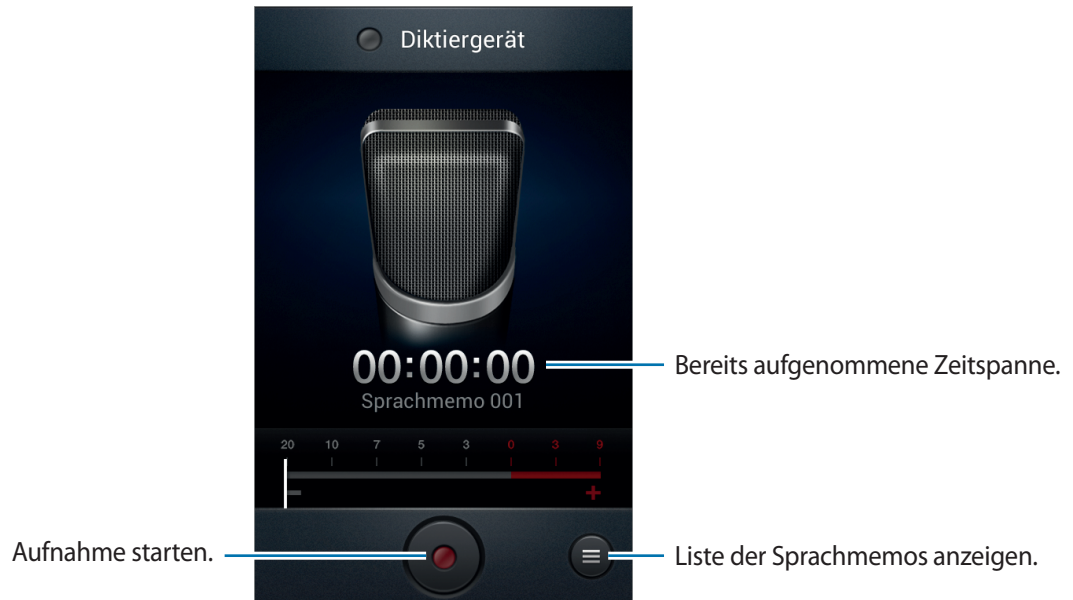 Diktiergerät
00:00:00
Bereits aufgenommene Zeitspanne.
Sprachmemo 001
20 10 7 5 3 0 3 9
- +
Aufnahme starten.
Liste der Sprachmemos anzeigen.